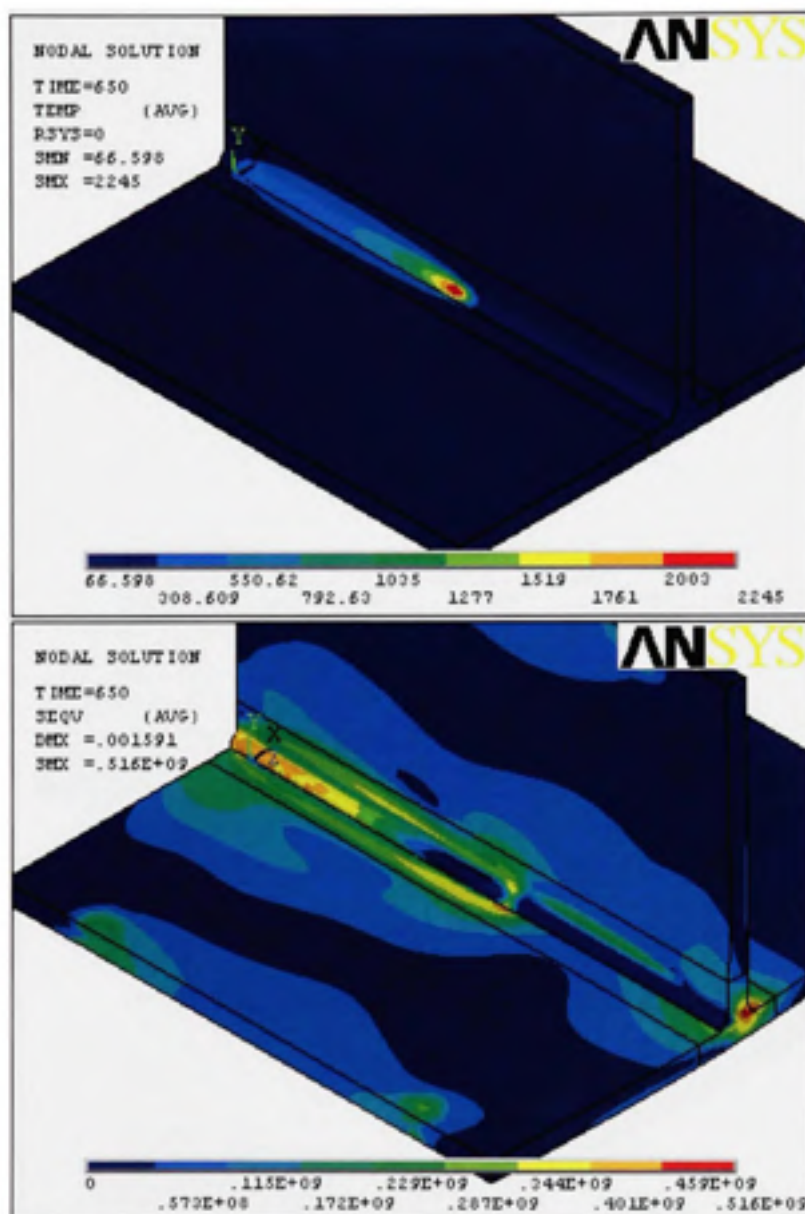 NODAL SOLUTION
ANSYS
TIME=650
TEMP (AVG)
RSYS=0
SMN =66.598
SMX =2245
Y
66.598 550.62 1035 1519 2003
308.609 792.63 1277 1761 2245
NODAL SOLUTION
ANSYS
TIME=650
SEQV (AVG)
DMX =.001591
SMX =.516E+09
X
0 .115E+09 .229E+09 .344E+09 .459E+09
.573E+08 .172E+09 .287E+09 .401E+09 .516E+09